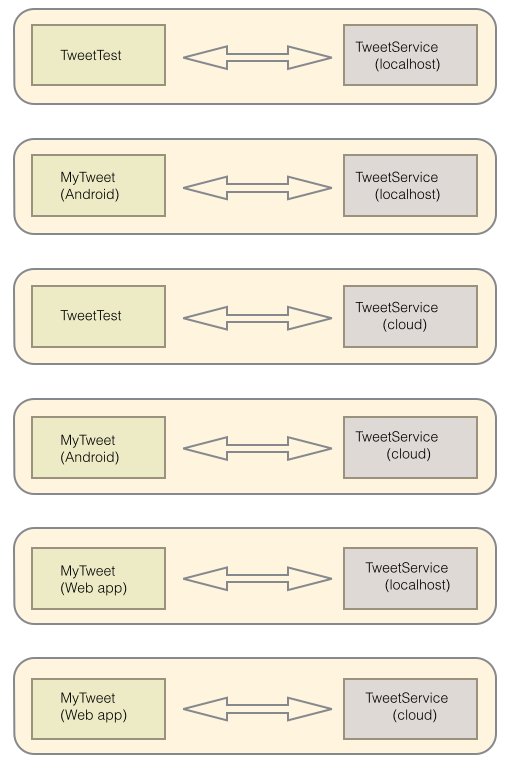 TweetTest
TweetService
(localhost)
MyTweet
(Android)
TweetService
(localhost)
TweetTest
TweetService
(cloud)
MyTweet
(Android)
TweetService
(cloud)
MyTweet
(Web app)
TweetService
(localhost)
MyTweet
(Web app)
TweetService
(cloud)